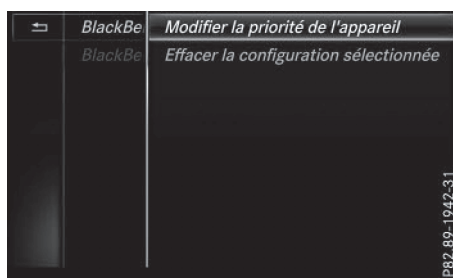 BlackBe Modifier la priorité de l'appareil
BlackBe Effacer la configuration sélectionnée
P82.89-1942-31